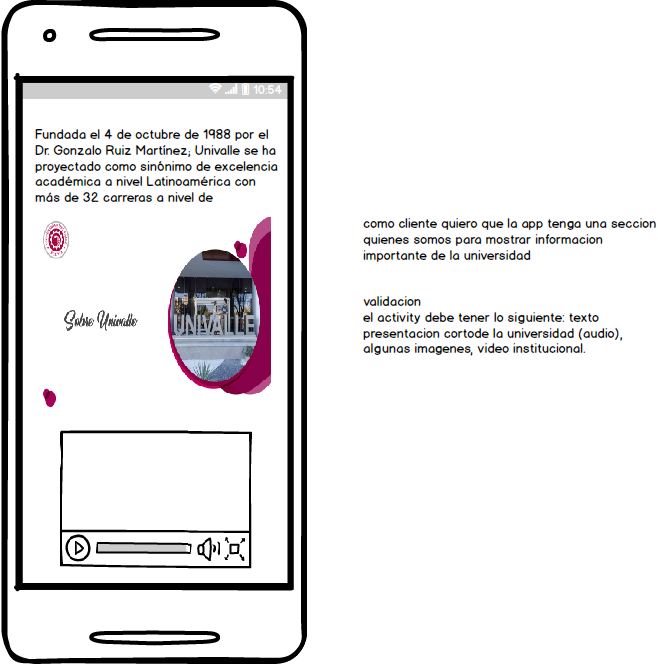 10:54
Fundada el 4 de octubre de 1988 por el
Dr. Gonzalo Ruiz Martínez; Univalle se ha
proyectado como sinónimo de excelencia
académica a nivel Latinoamérica con
más de 32 carreras a nivel de
Sobre Univalle
UNIVALLE
como cliente quiero que la app tenga una seccion
quienes somos para mostrar informacion
importante de la universidad
validacion
el activity debe tener lo siguiente: texto
presentacion cortode la universidad (audio),
algunas imagenes, video institucional.